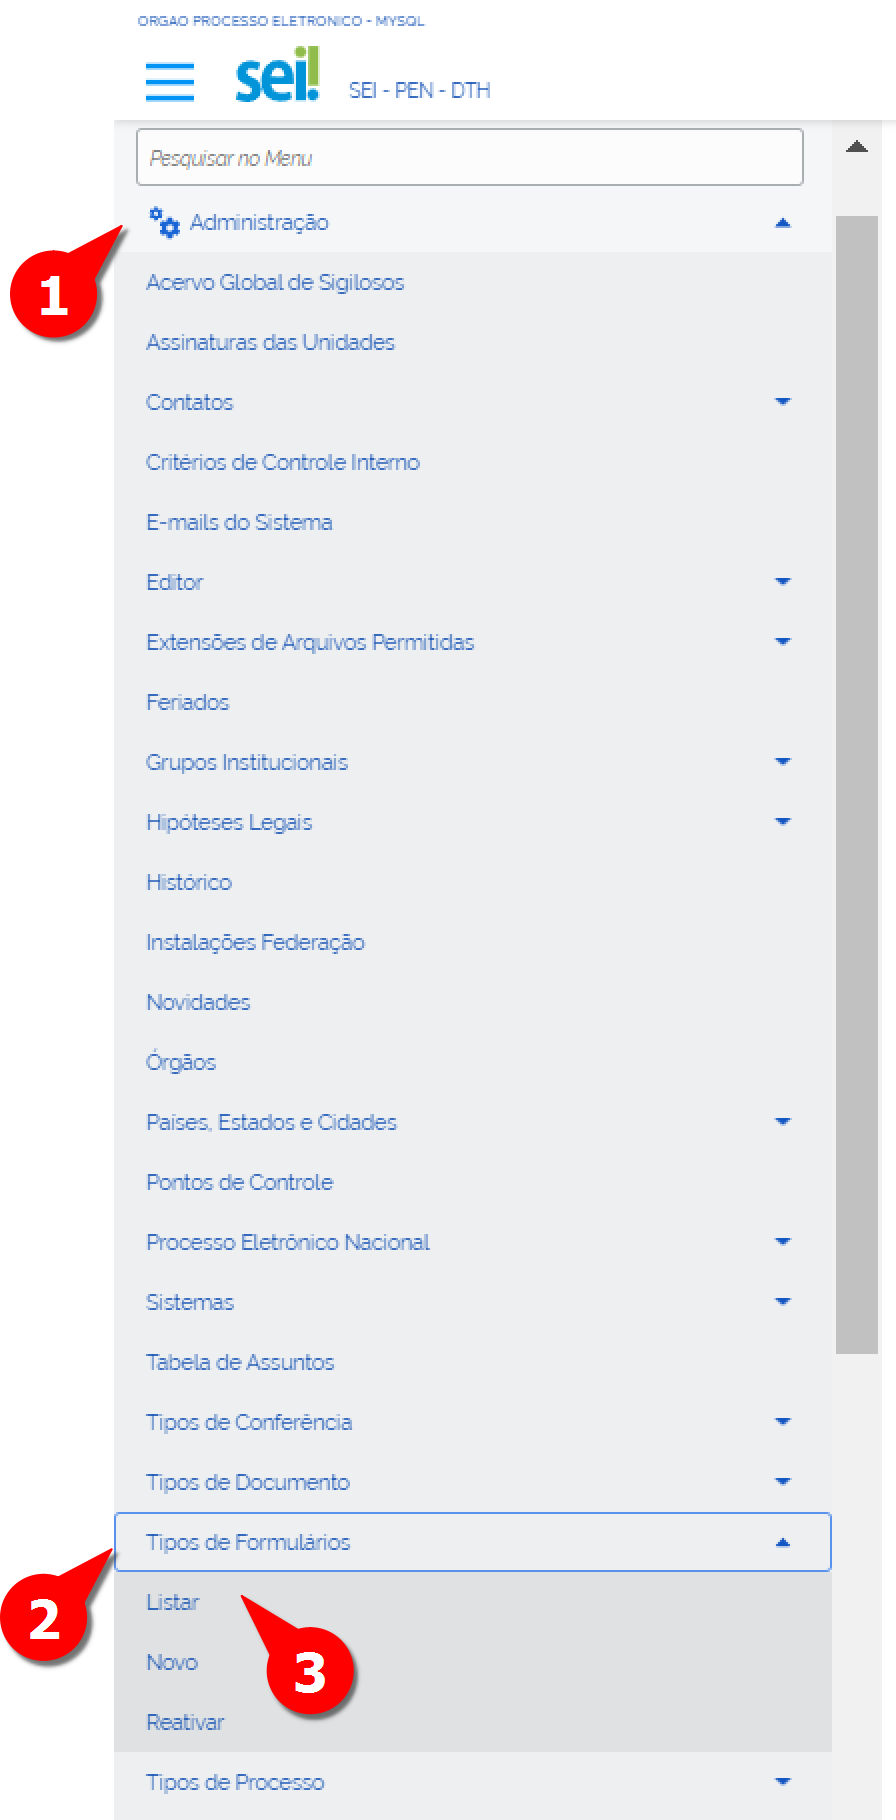 ORGAO PROCESSO ELETRONICO - MYSQL
sei!
SEI - PEN - DTH
Pesquisar no Menu
Administração
1
Acervo Global de Sigilosos
Assinaturas das Unidades
Contatos
Critérios de Controle Interno
E-mails do Sistema
Editor
Extensões de Arquivos Permitidas
Feriados
Grupos Institucionais
Hipóteses Legais
Histórico
Instalações Federação
Novidades
Órgãos
Países, Estados e Cidades
Pontos de Controle
Processo Eletrônico Nacional
Sistemas
Tabela de Assuntos
Tipos de Conferência
Tipos de Documento
Tipos de Formulários
2
Listar
3
Novo
Reativar
Tipos de Processo